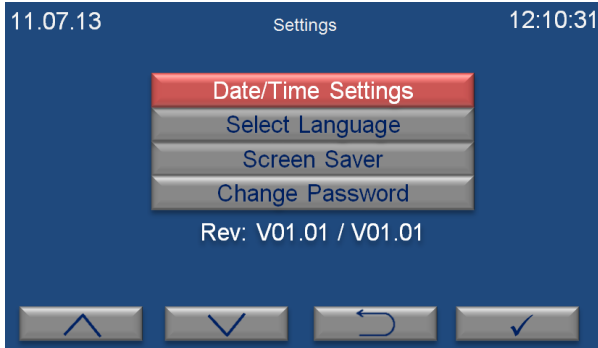 11.07.13 Settings 12:10:31
Date/Time Settings
Select Language
Screen Saver
Change Password
Rev: V01.01 / V01.01